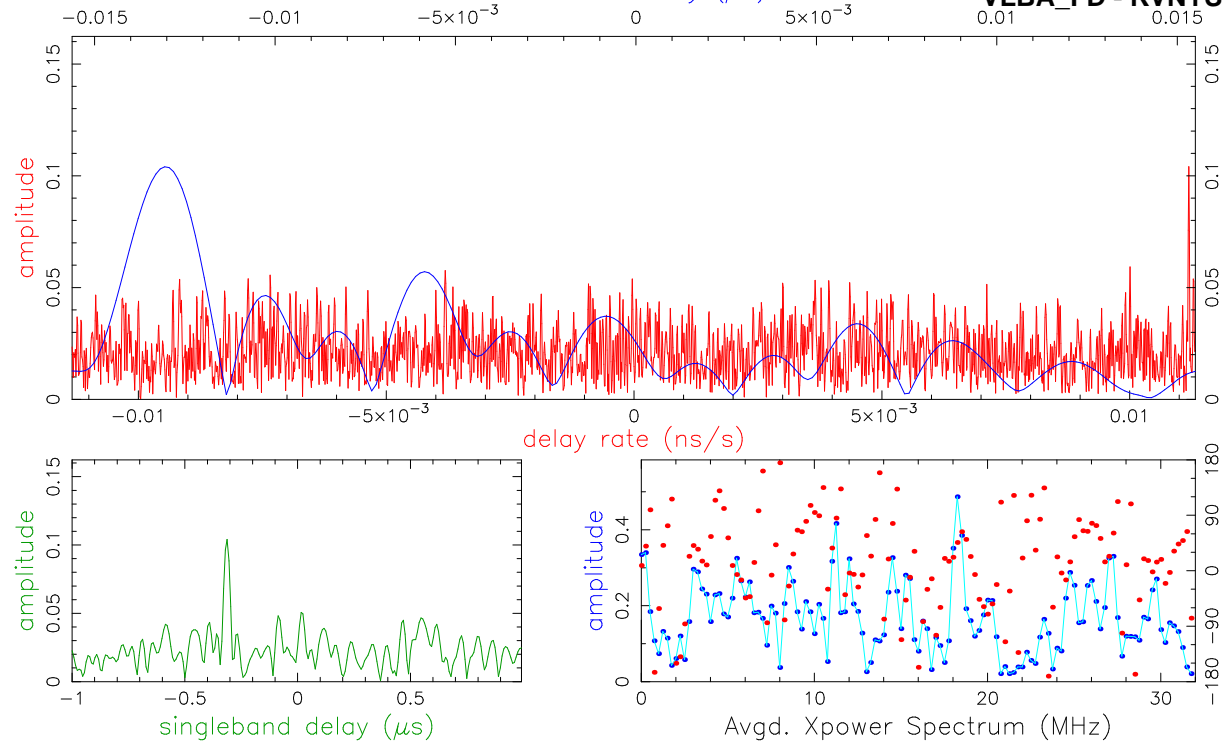 −0.015 −0.01 −5×10⁻³ 0 5×10⁻³ 0.01 0.015
0.15 0.15
0.1 0.1
0.05 0.05
0 0
amplitude
−0.01 −5×10⁻³ 0 5×10⁻³ 0.01
delay rate (ns/s)
0.15
0.1
0.05
0
amplitude
−1 −0.5 0 0.5
singleband delay (μs)
0.4
0.2
0
amplitude
180
90
0
−90
−180
0 10 20 30
Avgd. Xpower Spectrum (MHz)